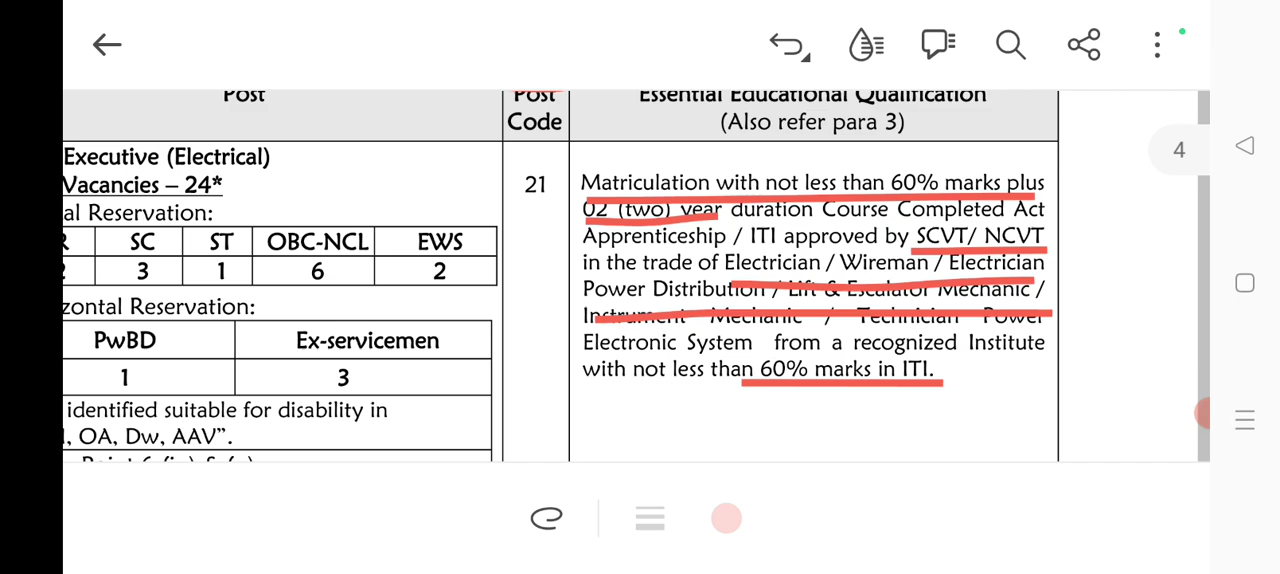 Post
Post Code
Essential Educational Qualification
(Also refer para 3)
4
Executive (Electrical)
Vacancies – 24*
al Reservation:
SC ST OBC-NCL EWS
3 1 6 2
zontal Reservation:
PwBD Ex-servicemen
1 3
identified suitable for disability in
OA, Dw, AAV”.
21
Matriculation with not less than 60% marks plus
02 (two) year duration Course Completed Act
Apprenticeship / ITI approved by SCVT/ NCVT
in the trade of Electrician / Wireman / Electrician
Power Distribution / Lift & Escalator Mechanic /
Instrument Mechanic / Technician Power
Electronic System from a recognized Institute
with not less than 60% marks in ITI.